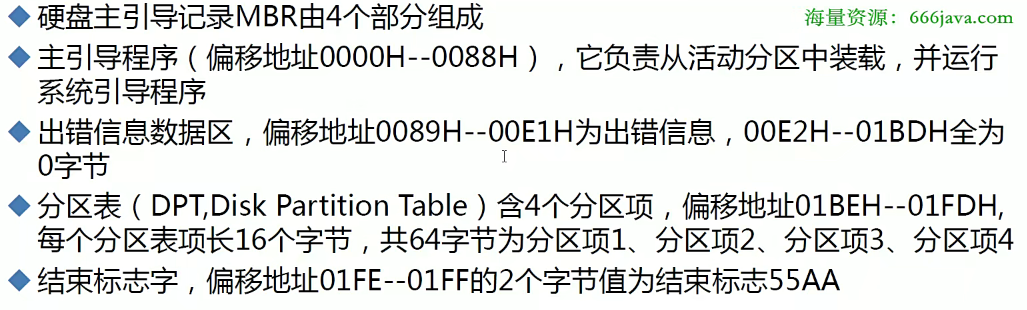 硬盘主引导记录MBR由4个部分组成
海量资源：666java.com
主引导程序（偏移地址0000H--0088H），它负责从活动分区中装载，并运行
系统引导程序
出错信息数据区，偏移地址0089H--00E1H为出错信息，00E2H--01BDH全为
0字节
分区表（DPT,Disk Partition Table）含4个分区项，偏移地址01BEH--01FDH,
每个分区表项长16个字节，共64字节为分区项1、分区项2、分区项3、分区项4
结束标志字，偏移地址01FE--01FF的2个字节值为结束标志55AA